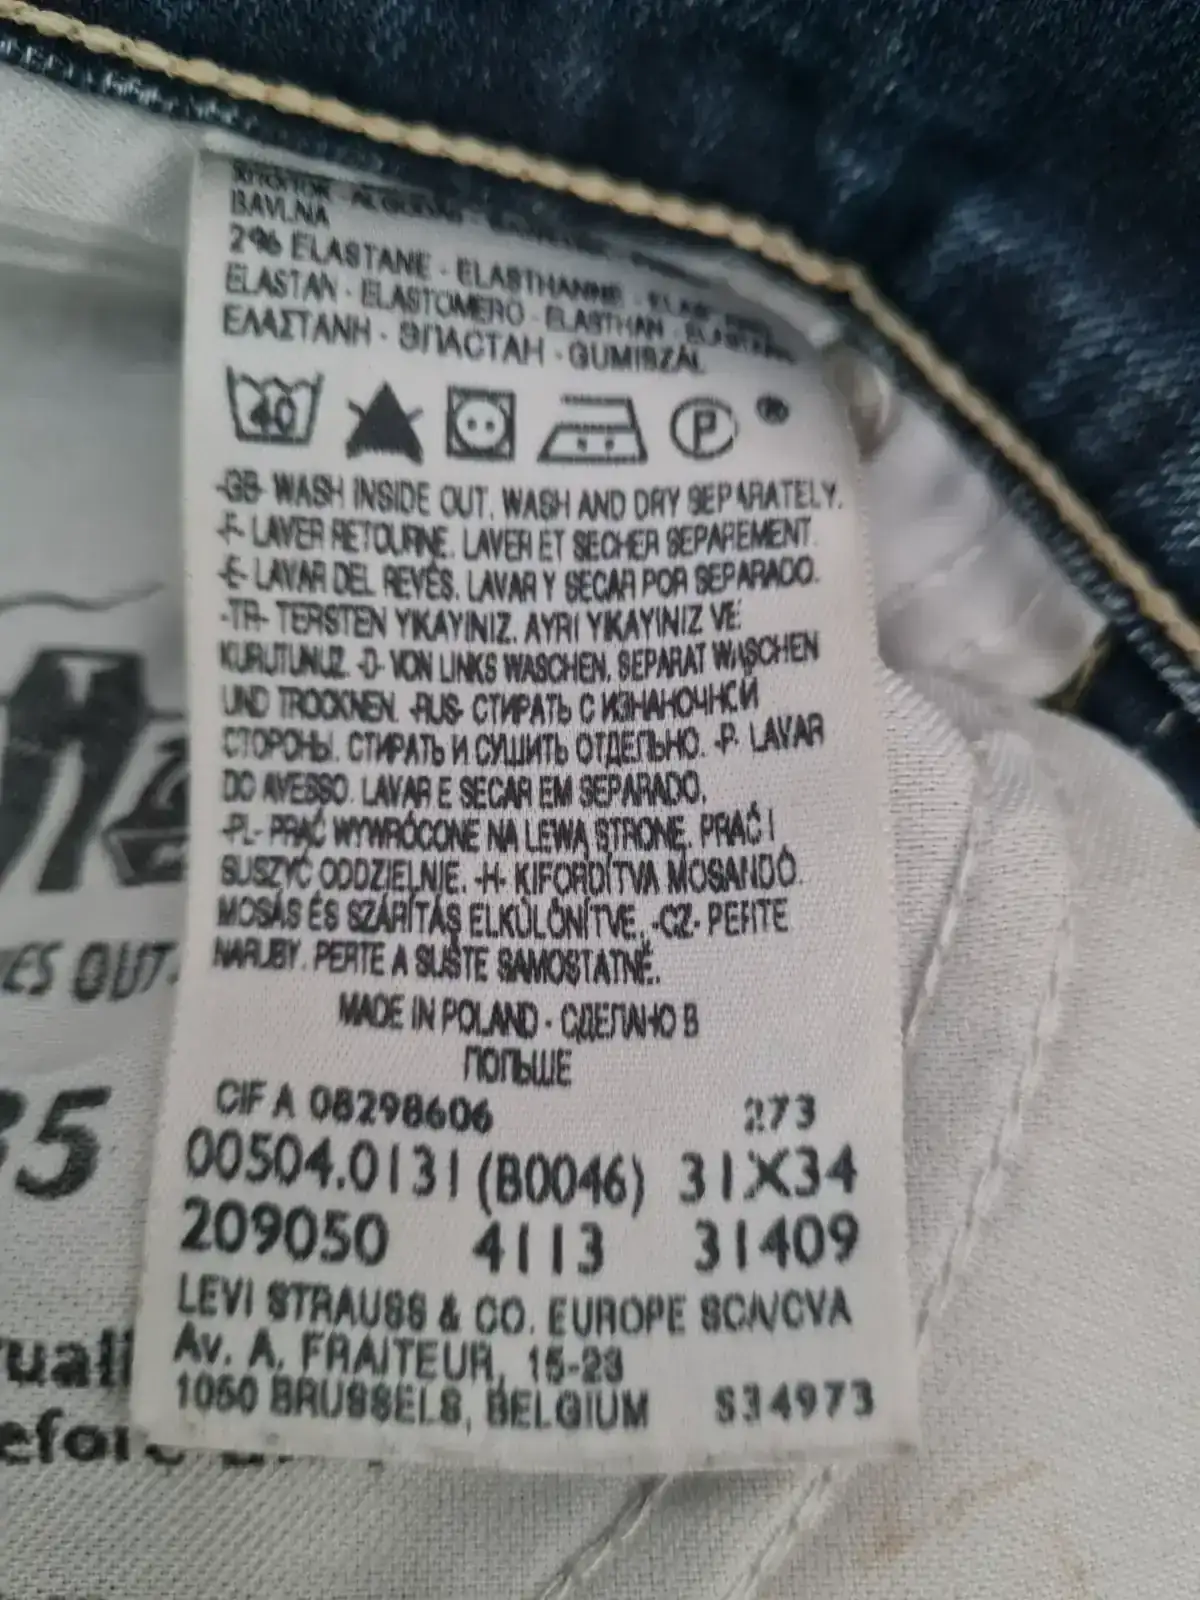 BAVLNA
2% ELASTANE - ELASTHANNE -
ELASTAN - ELASTOMERO - ELASTHAN -
ΕΛΑΣΤΑΝΗ - ЭЛАСТАН - GUMISZÁL
40 P ®
-GB- WASH INSIDE OUT. WASH AND DRY SEPARATELY.
-F- LAVER RETOURNE. LAVER ET SECHER SEPAREMENT.
-E- LAVAR DEL REVÉS. LAVAR Y SECAR POR SEPARADO.
-TR- TERSTEN YIKAYINIZ. AYRI YIKAYINIZ VE
KURUTUNUZ. -D- VON LINKS WASCHEN. SEPARAT WASCHEN
UND TROCKNEN. -RUS- СТИРАТЬ С ИЗНАНОЧНОЙ
СТОРОНЫ. СТИРАТЬ И СУШИТЬ ОТДЕЛЬНО. -P- LAVAR
DO AVESSO. LAVAR E SECAR EM SEPARADO.
-PL- PRAĆ WYWRÓCONE NA LEWĄ STRONĘ. PRAĆ I
SUSZYĆ ODDZIELNIE. -H- KIFORDÍTVA MOSANDÓ.
MOSÁS ÉS SZÁRÍTÁS ELKÜLÖNÍTVE. -CZ- PERTE
NARUBY. PERTE A SUŠTE SAMOSTATNĚ.
MADE IN POLAND - СДЕЛАНО В
ПОЛЬШЕ
CIF A 08298606 273
00504.0131 (B0046) 31X34
209050 4113 31409
LEVI STRAUSS & CO. EUROPE SCA/CVA
Av. A. FRAITEUR, 15-23
1050 BRUSSELS, BELGIUM S34973
OUT